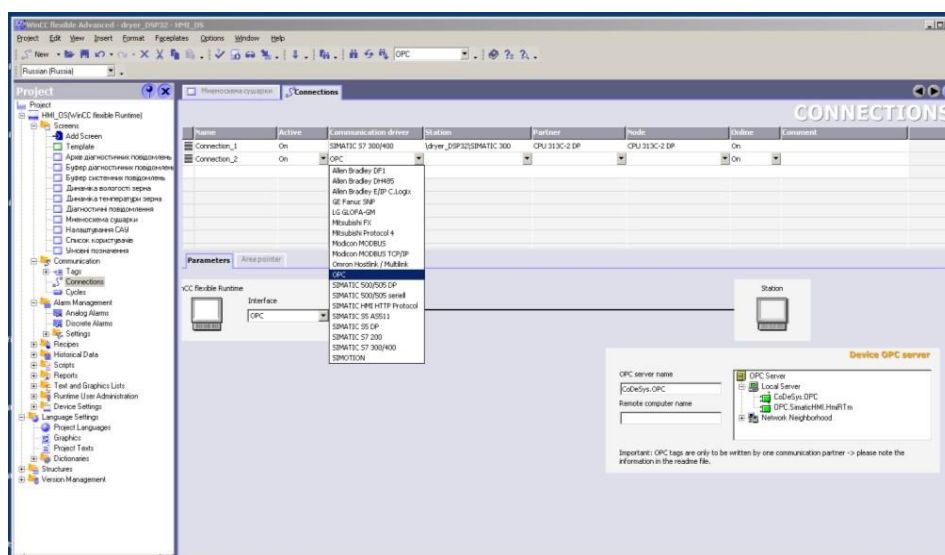 WinCC flexible Advanced - dryer_DSP32 - HMI_OS
Project Edit View Insert Format Faceplates Options Window Help
New OPC
Russian (Russia)
Project
Мнемосхема сушарки Connections
CONNECTIONS
Project
HMI_OS(WinCC flexible Runtime)
Screens
Add Screen
Template
Архів діагностичних повідомлень
Буфер діагностичних повідомлен
Буфер системних повідомлень
Динаміка вологості зерна
Динаміка температури зерна
Діагностичні повідомлення
Мнемосхема сушарки
Налаштування САУ
Список користувачів
Умовні позначення
Communication
Tags
Connections
Cycles
Alarm Management
Analog Alarms
Discrete Alarms
Settings
Recipes
Historical Data
Scripts
Reports
Text and Graphics Lists
Runtime User Administration
Device Settings
Language Settings
Project Languages
Graphics
Project Texts
Dictionaries
Structures
Version Management
Name Active Communication driver Station Partner Node Online Comment
Connection_1 On SIMATIC S7 300/400 \dryer_DSP32\SIMATIC 300 CPU 313C-2 DP CPU 313C-2 DP On
Connection_2 On OPC On
Allen Bradley DF1
Allen Bradley DH485
Allen Bradley E/IP C.Logix
GE Fanuc SNP
LG GLOFA-GM
Mitsubishi FX
Mitsubishi Protocol 4
Modicon MODBUS
Modicon MODBUS TCP/IP
Omron Hostlink / Multilink
OPC
SIMATIC 500/505 DP
SIMATIC 500/505 seriell
SIMATIC HMI HTTP Protocol
SIMATIC S5 AS511
SIMATIC S5 DP
SIMATIC S7 200
SIMATIC S7 300/400
SIMOTION
Parameters Area pointer
nCC flexible Runtime
Interface
OPC
Station
Device OPC server
OPC server name
CoDeSys.OPC
Remote computer name
OPC Server
Local Server
CoDeSys.OPC
OPC.SimaticHMI.HmiRTm
Network Neighborhood
Important: OPC tags are only to be written by one communication partner -> please note the
information in the readme file.